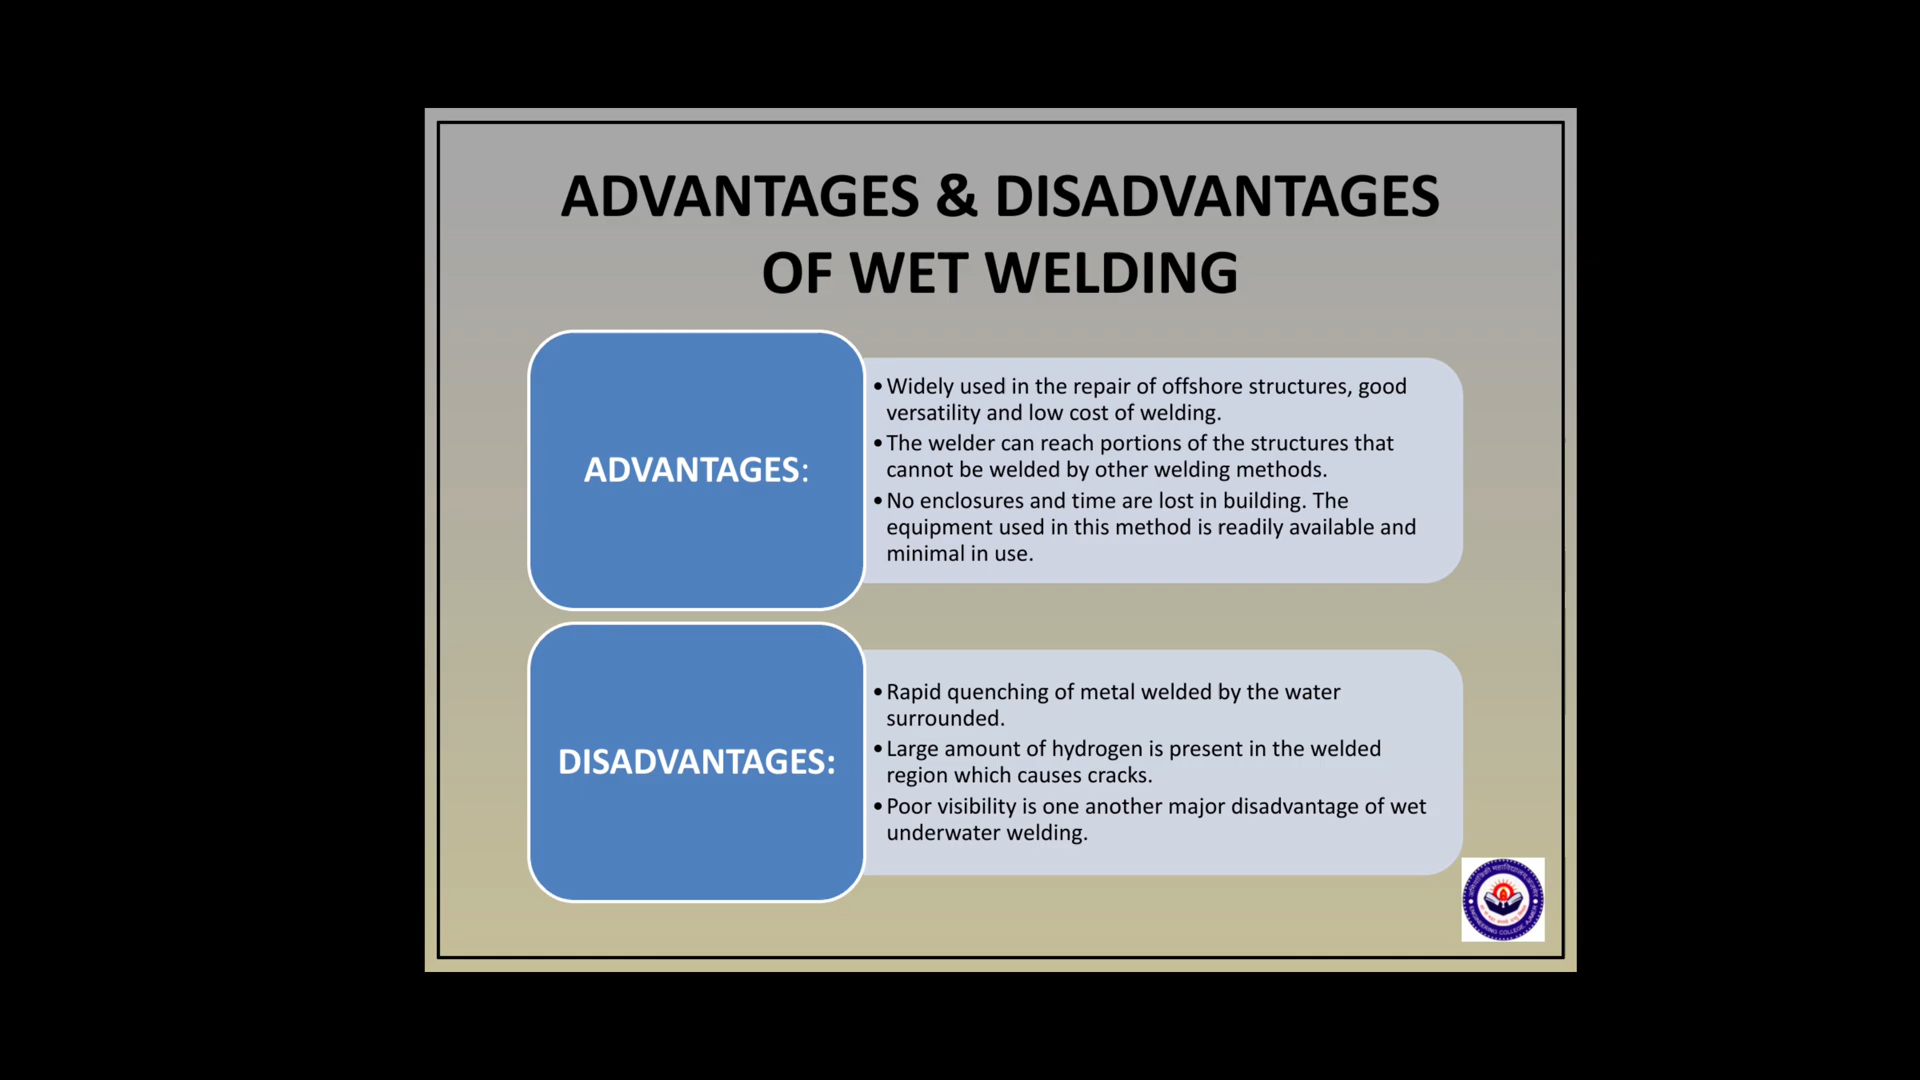 ADVANTAGES & DISADVANTAGES
OF WET WELDING
ADVANTAGES:
•Widely used in the repair of offshore structures, good
versatility and low cost of welding.
•The welder can reach portions of the structures that
cannot be welded by other welding methods.
•No enclosures and time are lost in building. The
equipment used in this method is readily available and
minimal in use.
DISADVANTAGES:
•Rapid quenching of metal welded by the water
surrounded.
•Large amount of hydrogen is present in the welded
region which causes cracks.
•Poor visibility is one another major disadvantage of wet
underwater welding.
ENGINEERING COLLEGE